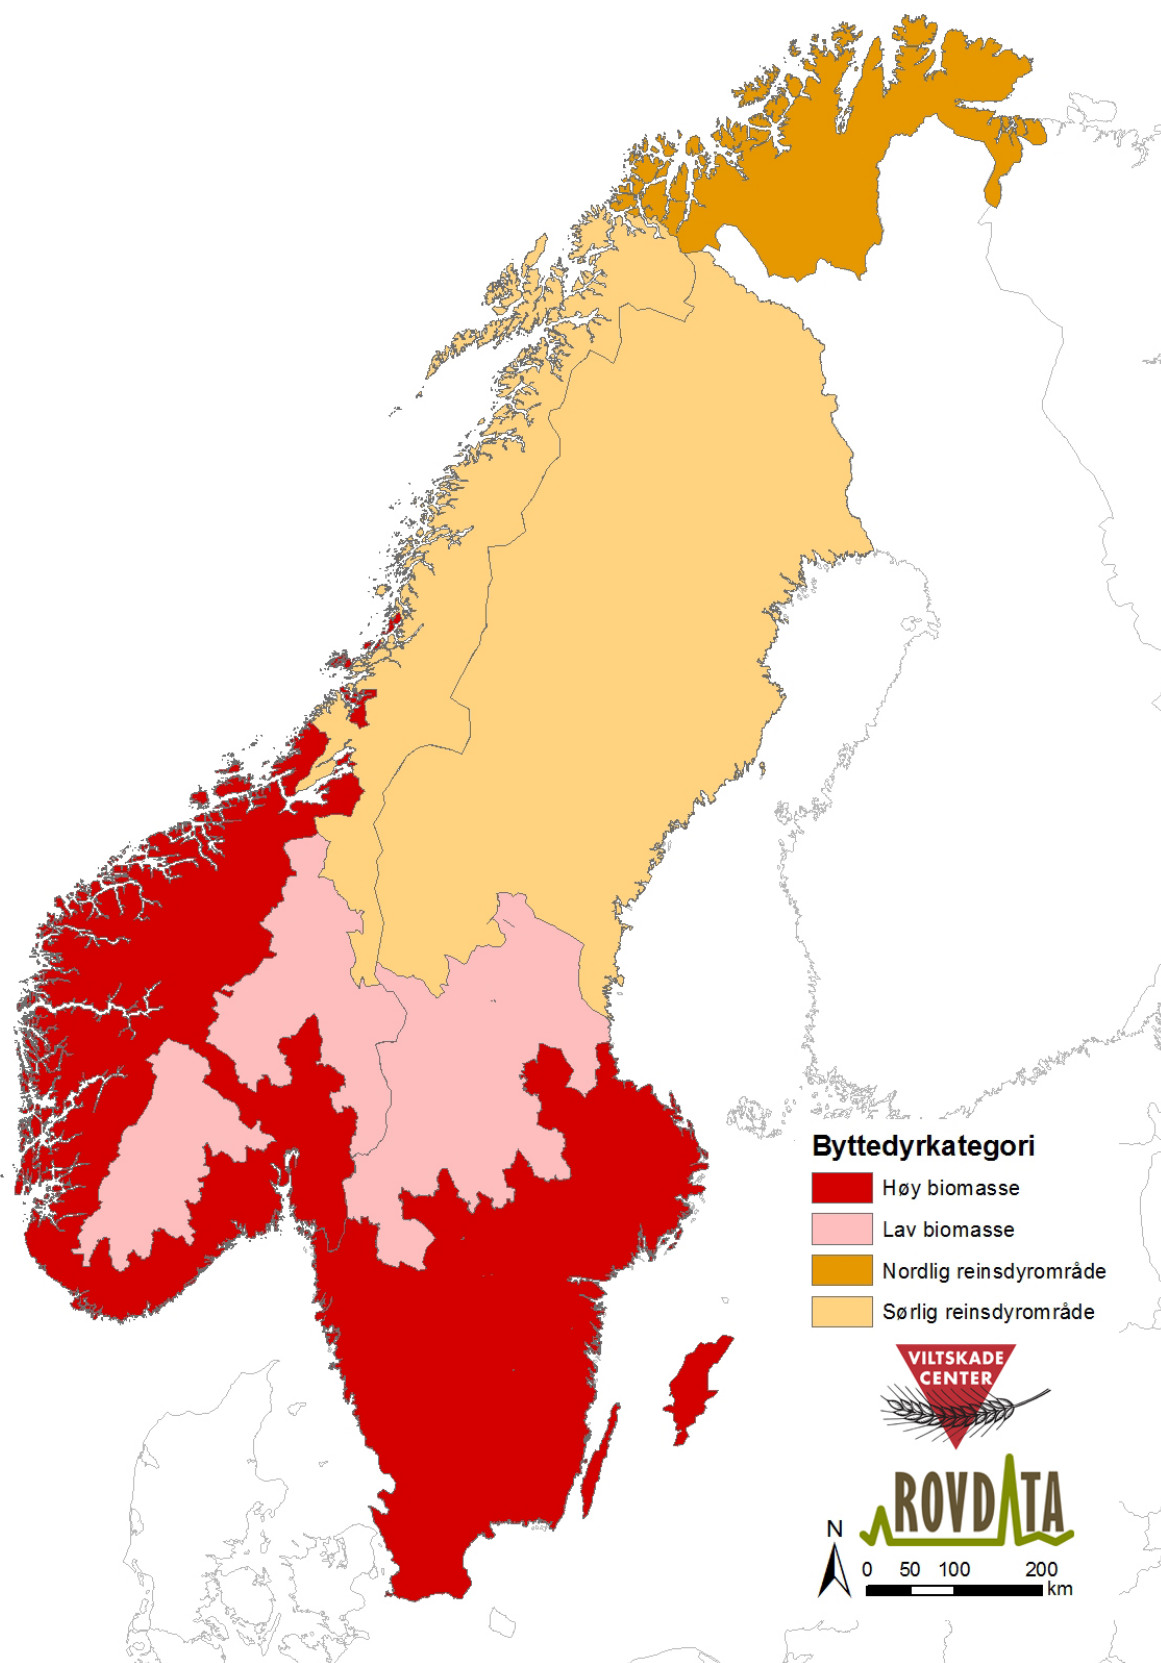 Byttedyrkategori
Høy biomasse
Lav biomasse
Nordlig reinsdyrområde
Sørlig reinsdyrområde
VILTSKADE
CENTER
ROVDATA
N
0 50 100 200
km